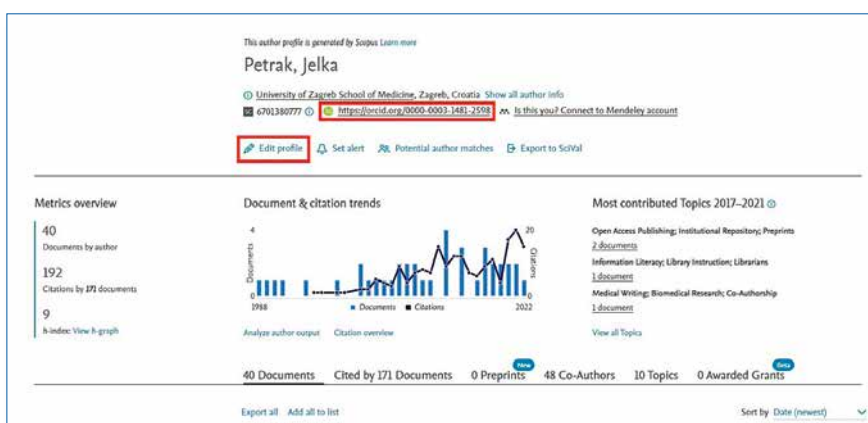 This author profile is generated by Scopus Learn more
Petrak, Jelka
University of Zagreb School of Medicine, Zagreb, Croatia Show all author info
SC 6701380777 iD https://orcid.org/0000-0003-1481-2598 Is this you? Connect to Mendeley account
Edit profile Set alert Potential author matches Export to SciVal
Metrics overview
40
Documents by author
192
Citations by 171 documents
9
h-index: View h-graph
Document & citation trends
4 20
Documents Citations
0 0
1988 2022
Documents Citations
Analyze author output Citation overview
Most contributed Topics 2017–2021
Open Access Publishing; Institutional Repository; Preprints
2 documents
Information Literacy; Library Instruction; Librarians
1 document
Medical Writing; Biomedical Research; Co-Authorship
1 document
View all Topics
New Beta
40 Documents Cited by 171 Documents 0 Preprints 48 Co-Authors 10 Topics 0 Awarded Grants
Export all Add all to list Sort by Date (newest)